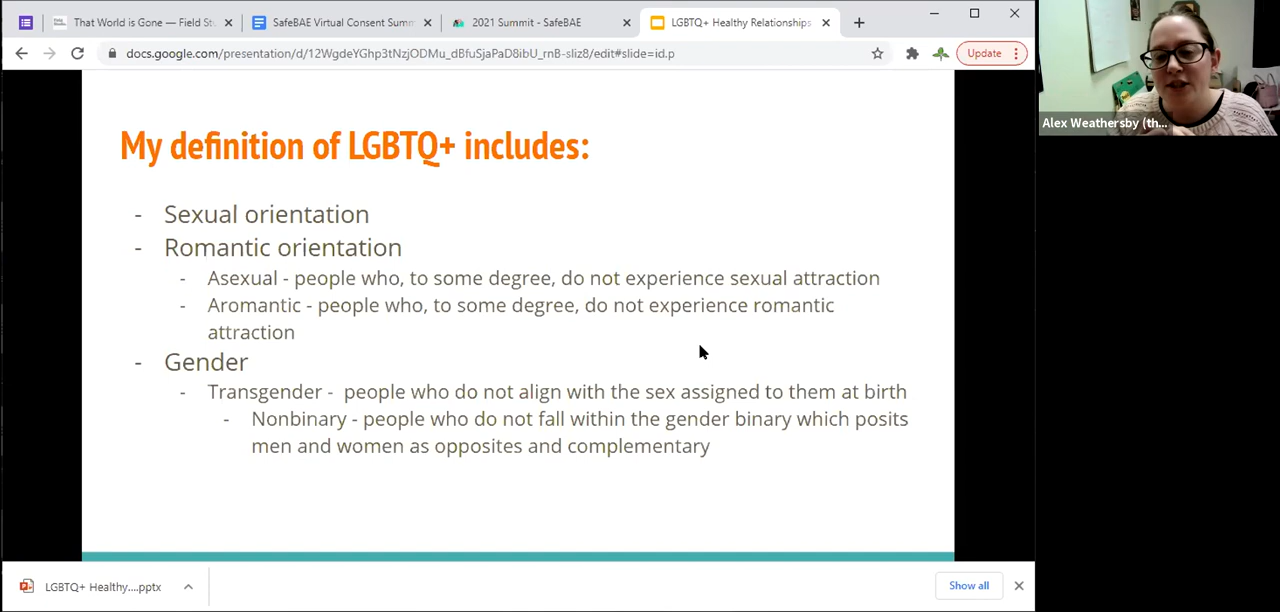 That World is Gone — Field St
SafeBAE Virtual Consent Summ
2021 Summit - SafeBAE
LGBTQ+ Healthy Relationships
docs.google.com/presentation/d/12WgdeYGhp3tNzjODMu_dBfuSjaPaD8ibU_rnB-sliz8/edit#slide=id.p
Update
Alex Weathersby (th...
My definition of LGBTQ+ includes:
- Sexual orientation
- Romantic orientation
- Asexual - people who, to some degree, do not experience sexual attraction
- Aromantic - people who, to some degree, do not experience romantic
attraction
- Gender
- Transgender - people who do not align with the sex assigned to them at birth
- Nonbinary - people who do not fall within the gender binary which posits
men and women as opposites and complementary
LGBTQ+ Healthy....pptx
Show all